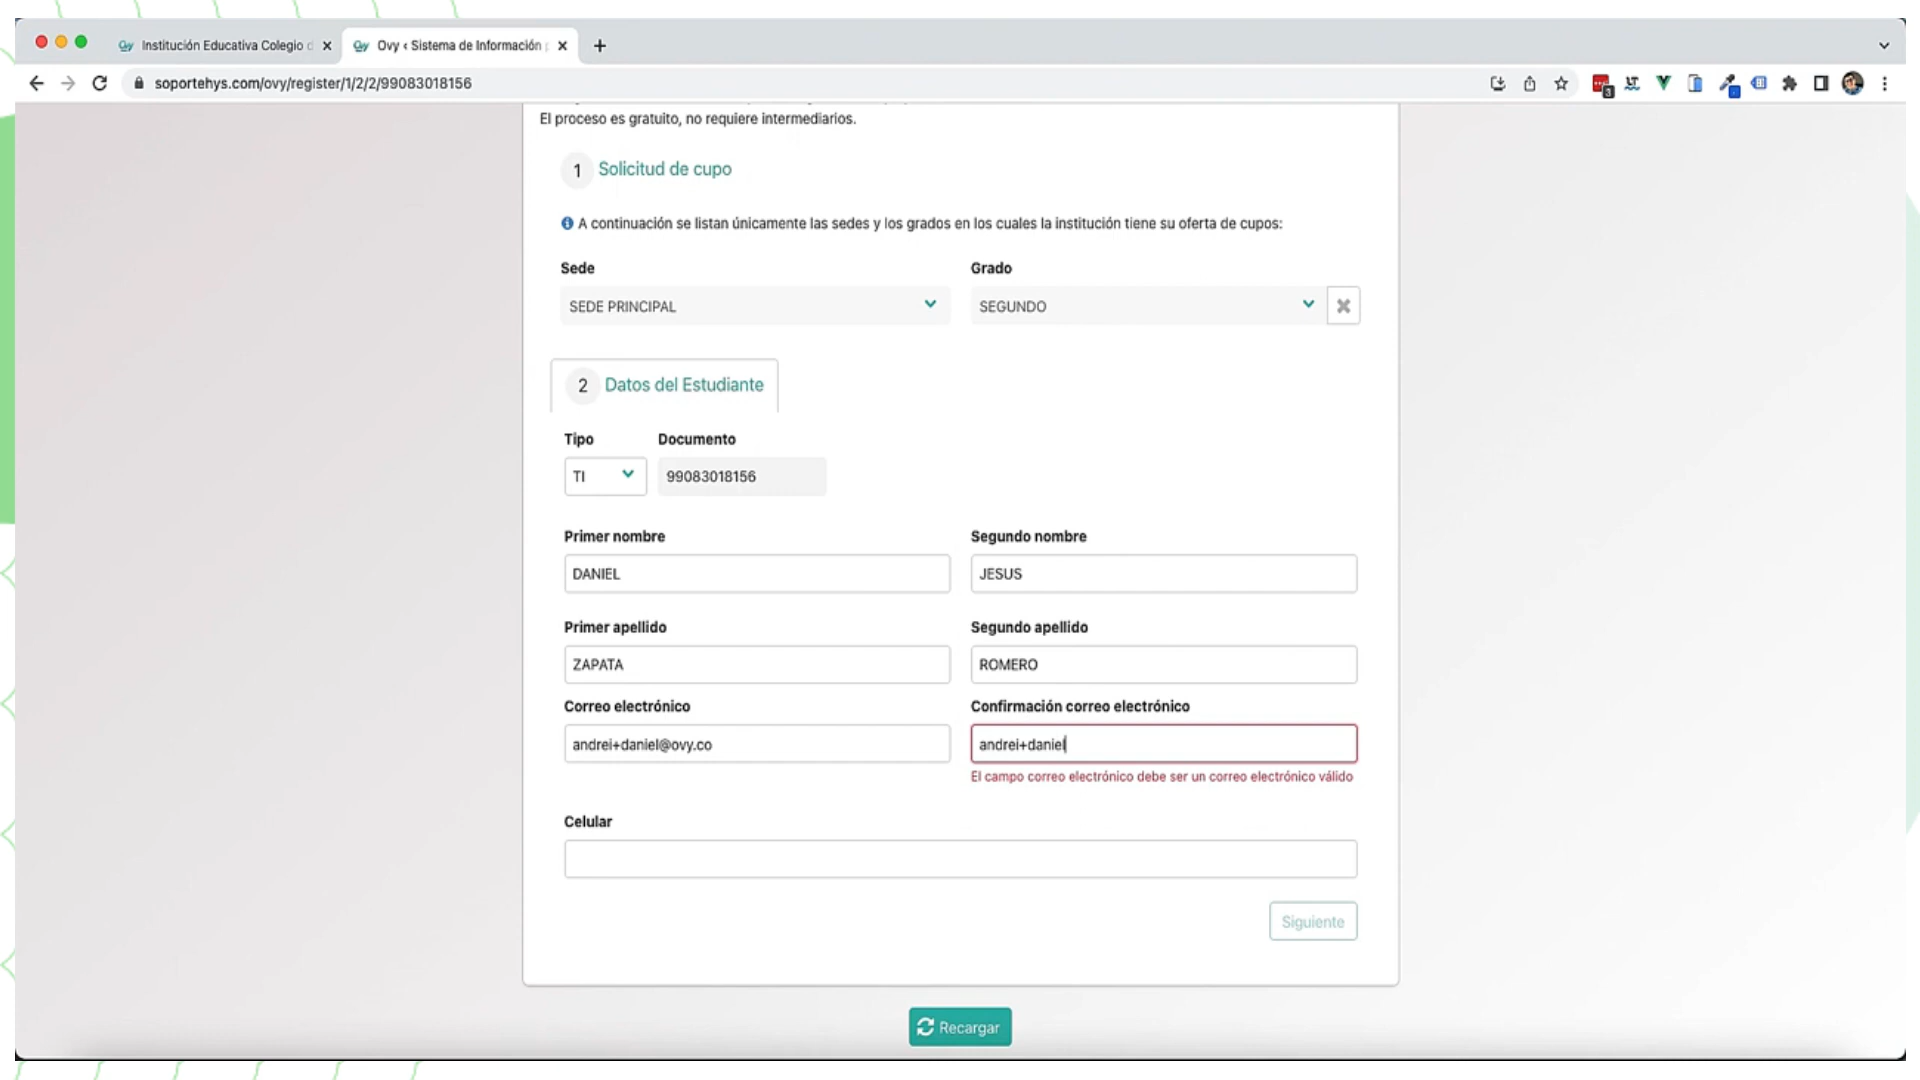 Institución Educativa Colegio
Ovy ‹ Sistema de Información
soportehys.com/ovy/register/1/2/2/99083018156
El proceso es gratuito, no requiere intermediarios.
1 Solicitud de cupo
A continuación se listan únicamente las sedes y los grados en los cuales la institución tiene su oferta de cupos:
Sede Grado
SEDE PRINCIPAL SEGUNDO
2 Datos del Estudiante
Tipo Documento
TI 99083018156
Primer nombre Segundo nombre
DANIEL JESUS
Primer apellido Segundo apellido
ZAPATA ROMERO
Correo electrónico Confirmación correo electrónico
andrei+daniel@ovy.co andrei+daniel
El campo correo electrónico debe ser un correo electrónico válido
Celular
Siguiente
Recargar